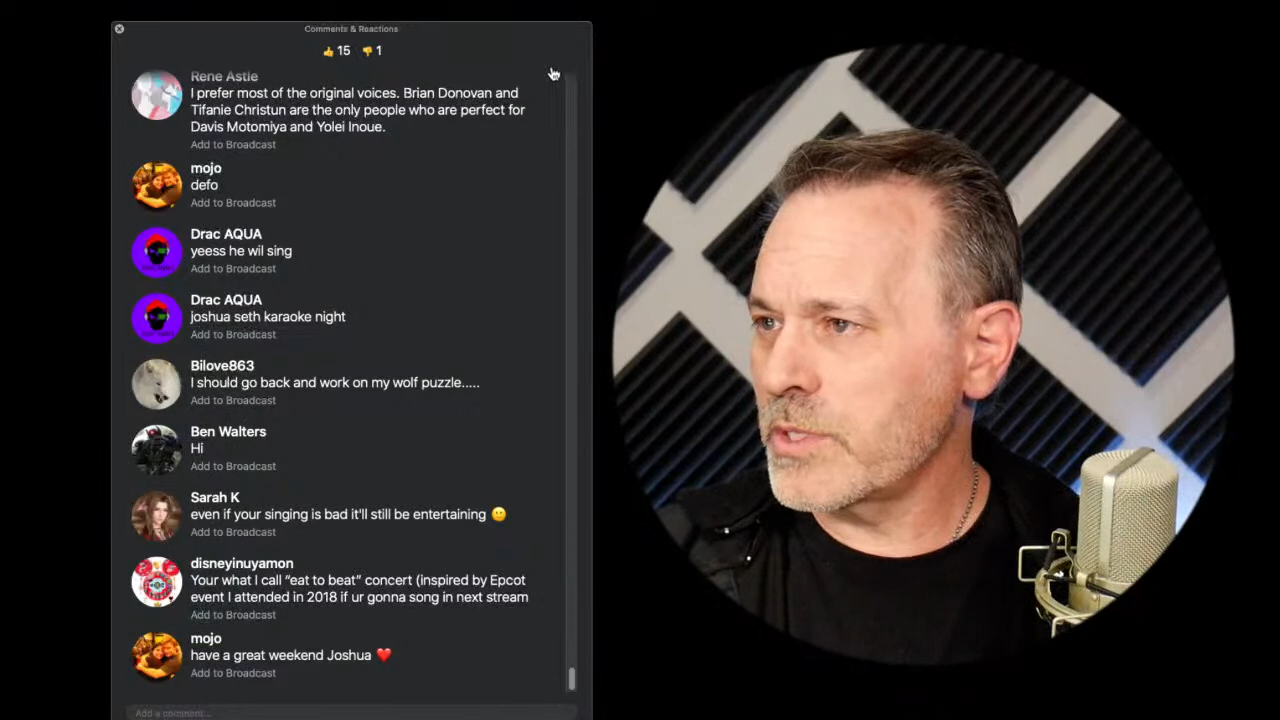 Comments & Reactions
👍 15 👎 1
Rene Astle
I prefer most of the original voices. Brian Donovan and
Tifanie Christun are the only people who are perfect for
Davis Motomiya and Yolei Inoue.
Add to Broadcast
mojo
defo
Add to Broadcast
Drac AQUA
yeess he wil sing
Add to Broadcast
Drac AQUA
joshua seth karaoke night
Add to Broadcast
Bilove863
I should go back and work on my wolf puzzle.....
Add to Broadcast
Ben Walters
Hi
Add to Broadcast
Sarah K
even if your singing is bad it'll still be entertaining 🙂
Add to Broadcast
disneyinuyamon
Your what I call “eat to beat” concert (inspired by Epcot
event I attended in 2018 if ur gonna song in next stream
Add to Broadcast
mojo
have a great weekend Joshua ❤️
Add to Broadcast
Add a comment...